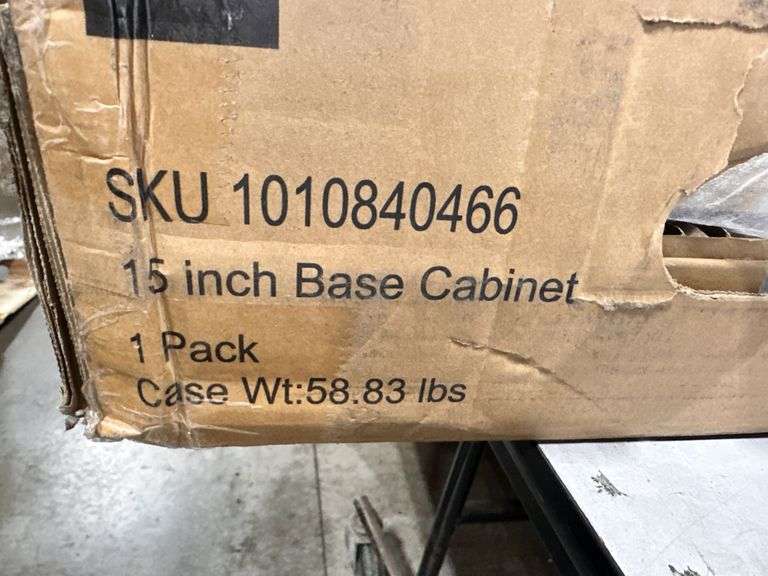 SKU 1010840466
15 inch Base Cabinet
1 Pack
Case Wt:58.83 lbs